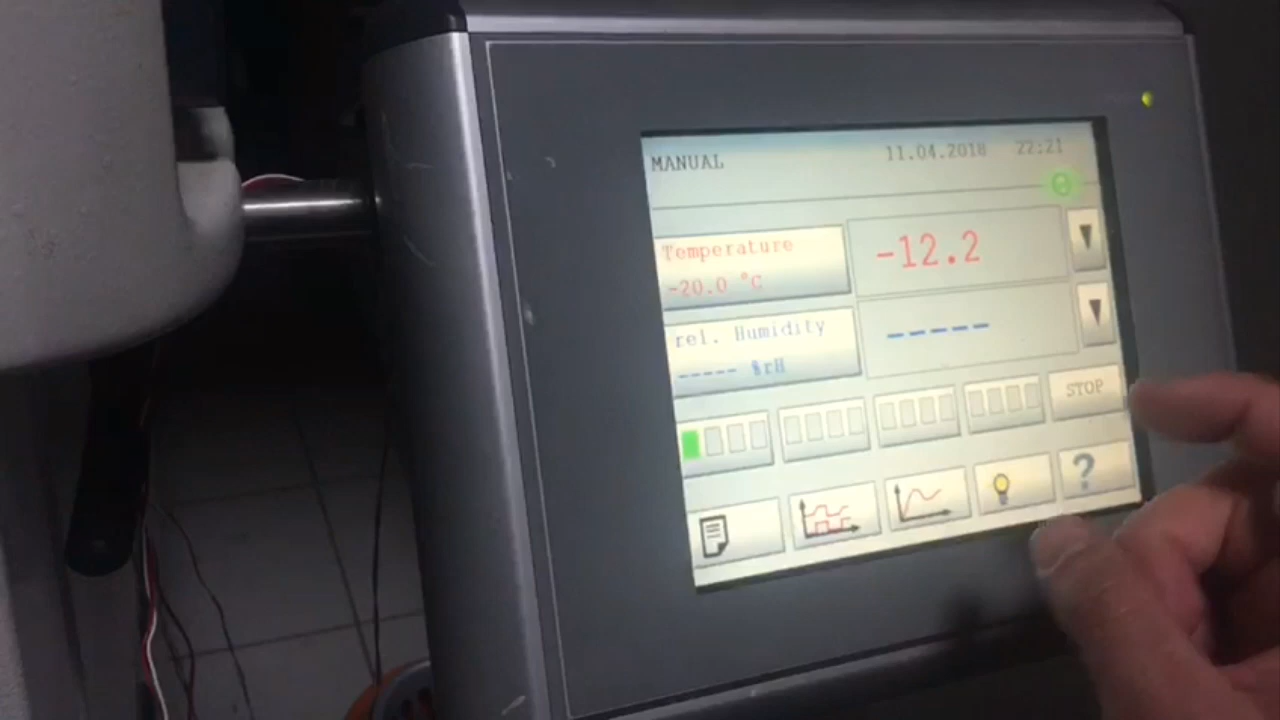 MANUAL 11.04.2018 22:21
Temperature
-20.0 °C
-12.2
rel. Humidity
----- %rH
-----
STOP
?